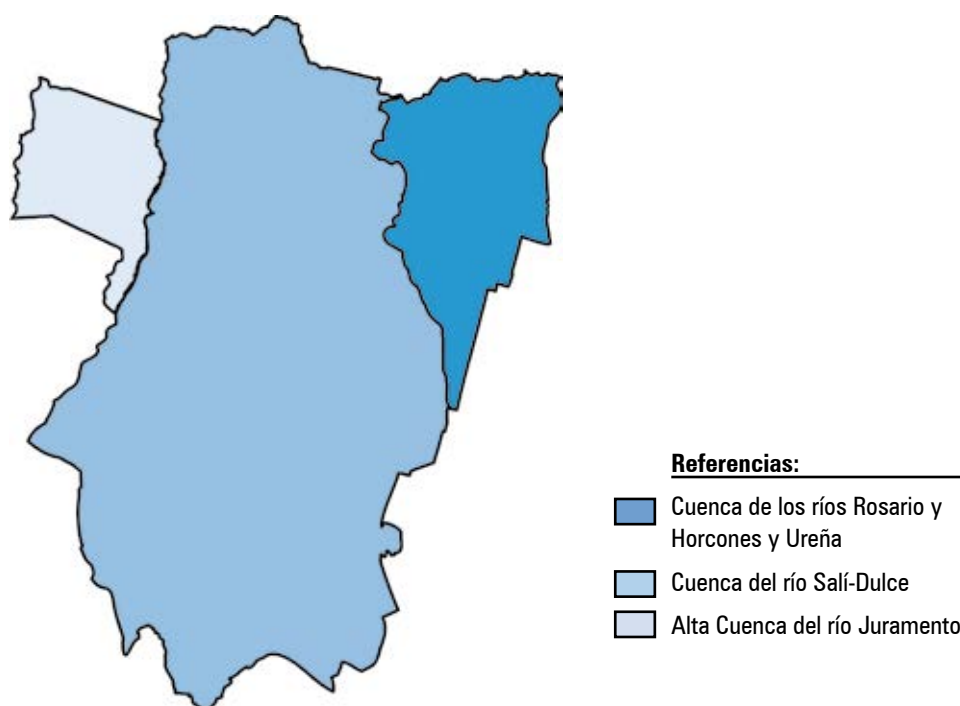 Referencias:
Cuenca de los ríos Rosario y
Horcones y Ureña
Cuenca del río Salí-Dulce
Alta Cuenca del río Juramento